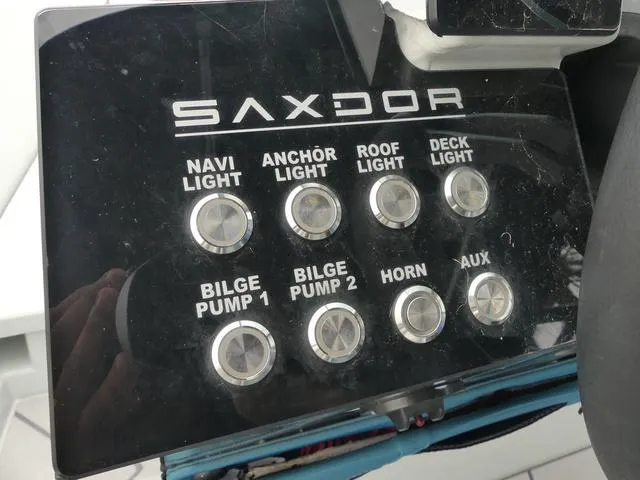 SAXDOR
NAVI
LIGHT
ANCHOR
LIGHT
ROOF
LIGHT
DECK
LIGHT
BILGE
PUMP 1
BILGE
PUMP 2
HORN
AUX